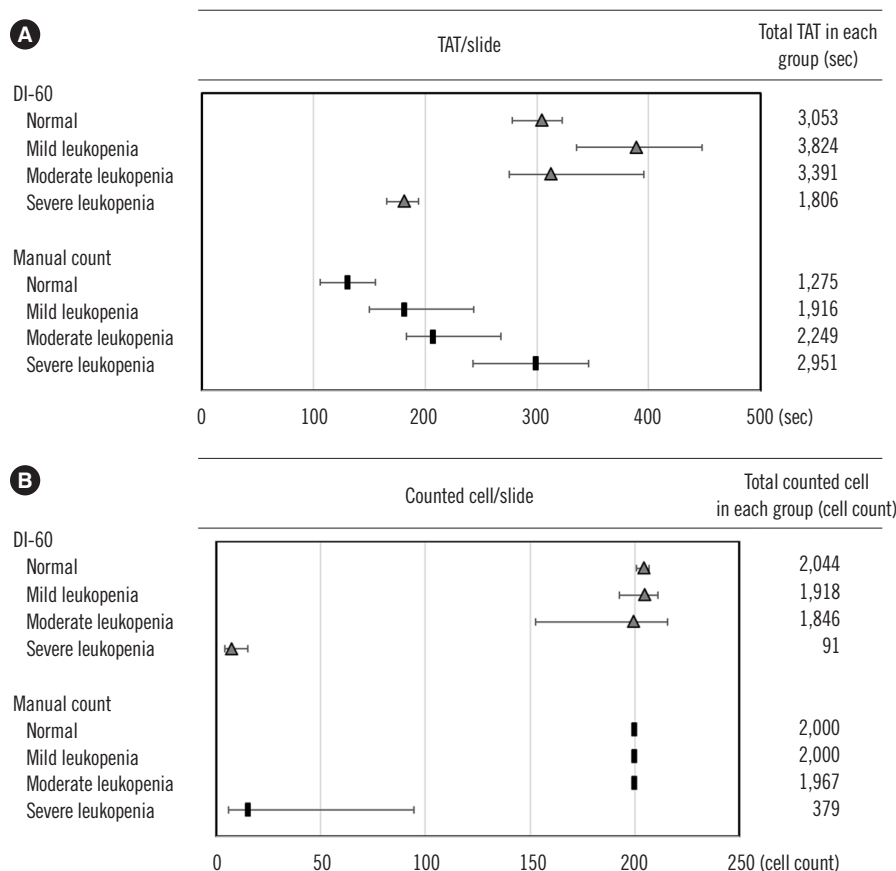 A
TAT/slide
Total TAT in each
group (sec)
DI-60
Normal 3,053
Mild leukopenia 3,824
Moderate leukopenia 3,391
Severe leukopenia 1,806
Manual count
Normal 1,275
Mild leukopenia 1,916
Moderate leukopenia 2,249
Severe leukopenia 2,951
0 100 200 300 400 500 (sec)
B
Counted cell/slide
Total counted cell
in each group (cell count)
DI-60
Normal 2,044
Mild leukopenia 1,918
Moderate leukopenia 1,846
Severe leukopenia 91
Manual count
Normal 2,000
Mild leukopenia 2,000
Moderate leukopenia 1,967
Severe leukopenia 379
0 50 100 150 200 250 (cell count)